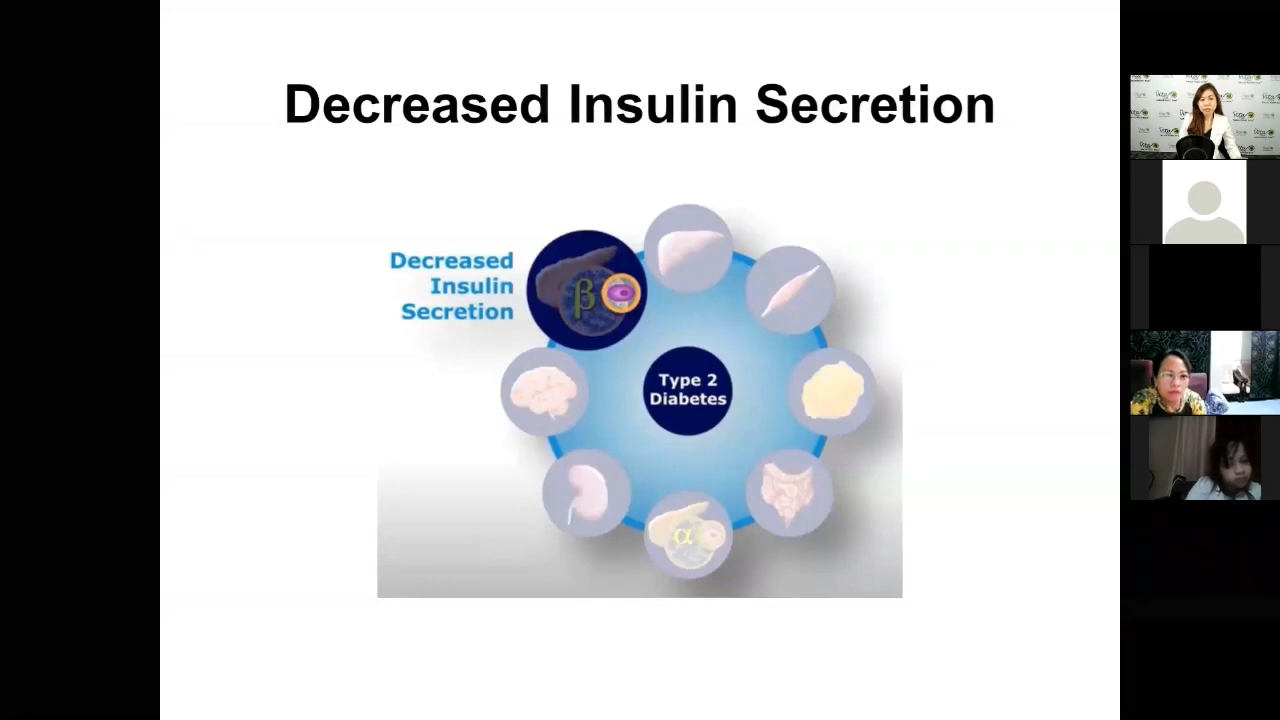 Decreased Insulin Secretion
Decreased
Insulin
Secretion
β
Type 2
Diabetes
α